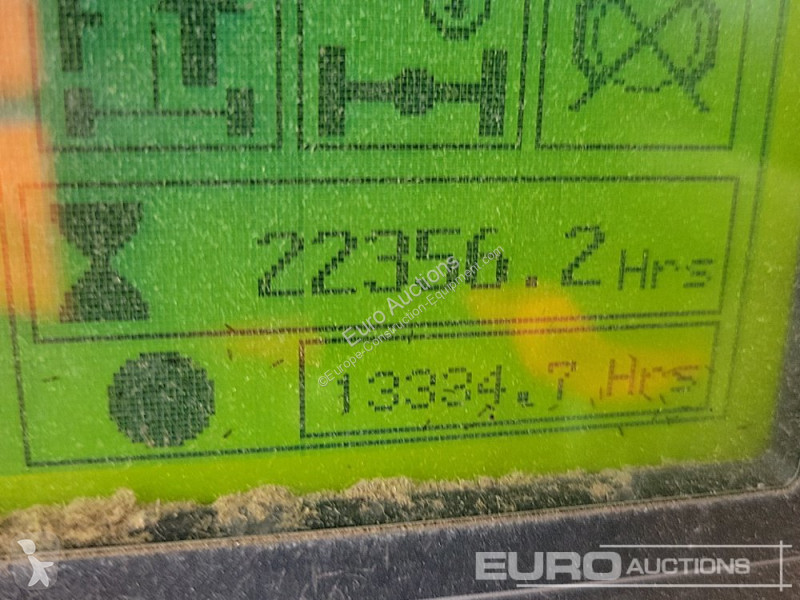 22356.2 Hrs
Euro Auctions
©Europe-Construction-Equipment.com
13384.7 Hrs
EURO AUCTIONS